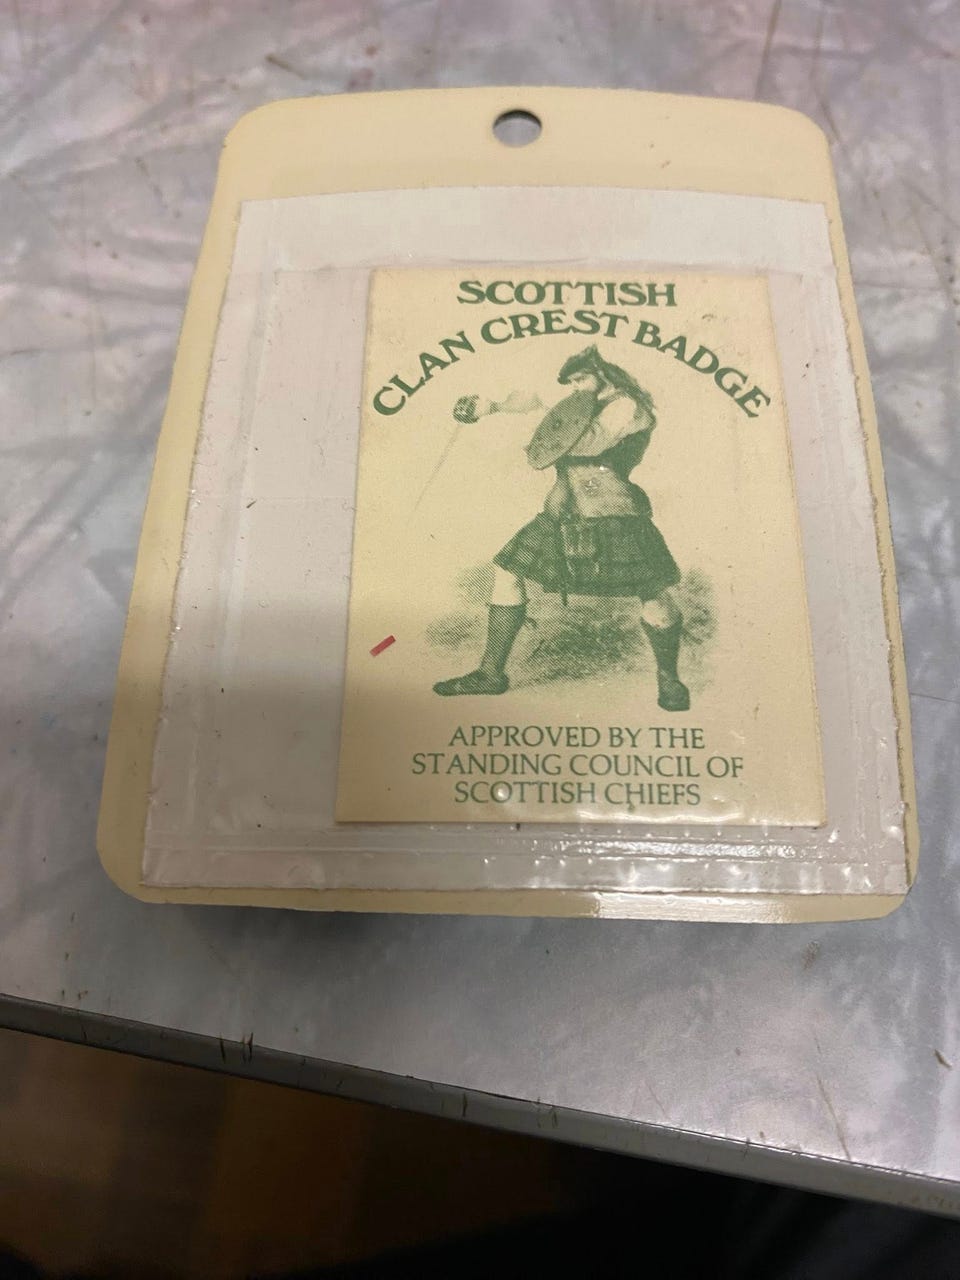 SCOTTISH
CLAN CREST BADGE
APPROVED BY THE
STANDING COUNCIL OF
SCOTTISH CHIEFS